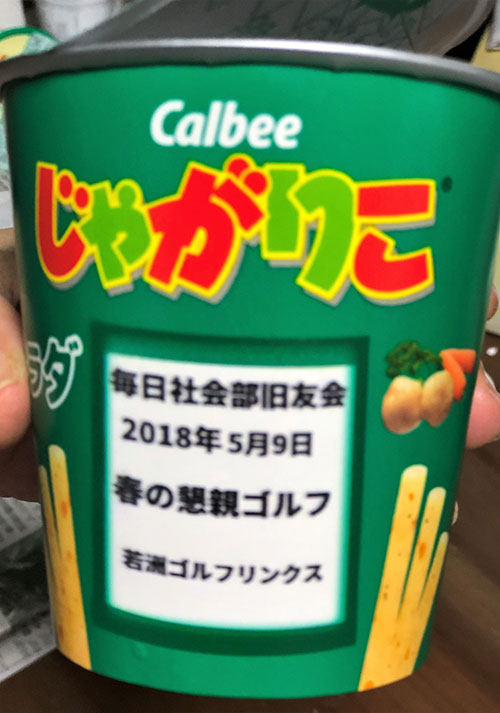 Calbee
じゃがりこ
ラダ
毎日社会部旧友会
2018年5月9日
春の懇親ゴルフ
若洲ゴルフリンクス